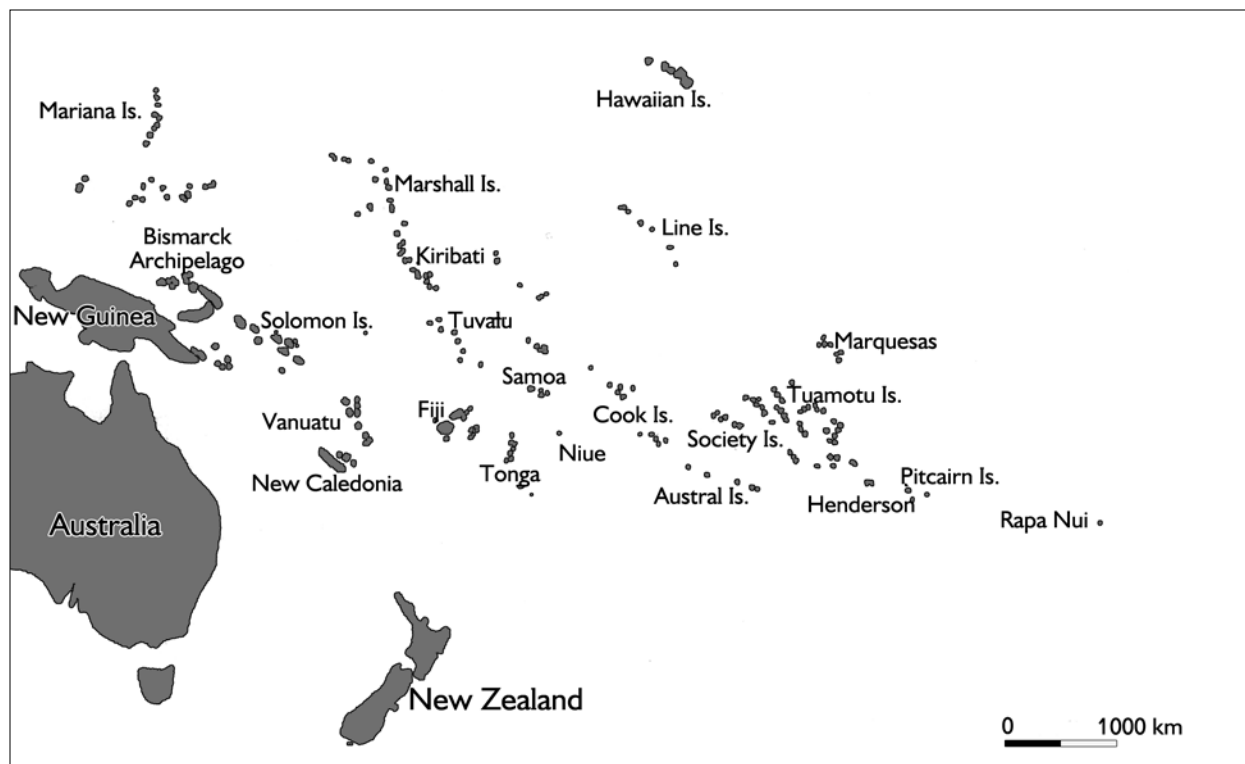 Hawaiian Is.
Mariana Is.
Marshall Is.
Line Is.
Bismarck
Archipelago
Kiribati
New Guinea
Solomon Is.
Tuvalu
Marquesas
Samoa
Tuamotu Is.
Fiji
Cook Is.
Vanuatu
Society Is.
Niue
Tonga
New Caledonia
Pitcairn Is.
Austral Is.
Henderson
Rapa Nui
Australia
New Zealand
0 1000 km